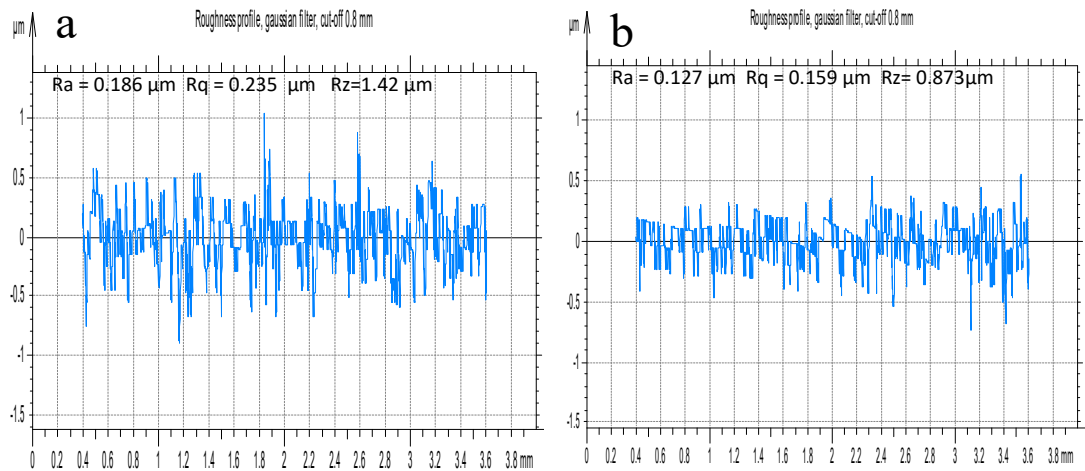 a
Roughness profile, gaussian filter, cut-off 0.8 mm
µm
Ra = 0.186 µm Rq = 0.235 µm Rz=1.42 µm
1
0.5
0
-0.5
-1
-1.5
0 0.2 0.4 0.6 0.8 1 1.2 1.4 1.6 1.8 2 2.2 2.4 2.6 2.8 3 3.2 3.4 3.6 3.8 mm
b
Roughness profile, gaussian filter, cut-off 0.8 mm
µm
Ra = 0.127 µm Rq = 0.159 µm Rz= 0.873µm
1
0.5
0
-0.5
-1
-1.5
0 0.2 0.4 0.6 0.8 1 1.2 1.4 1.6 1.8 2 2.2 2.4 2.6 2.8 3 3.2 3.4 3.6 3.8 mm